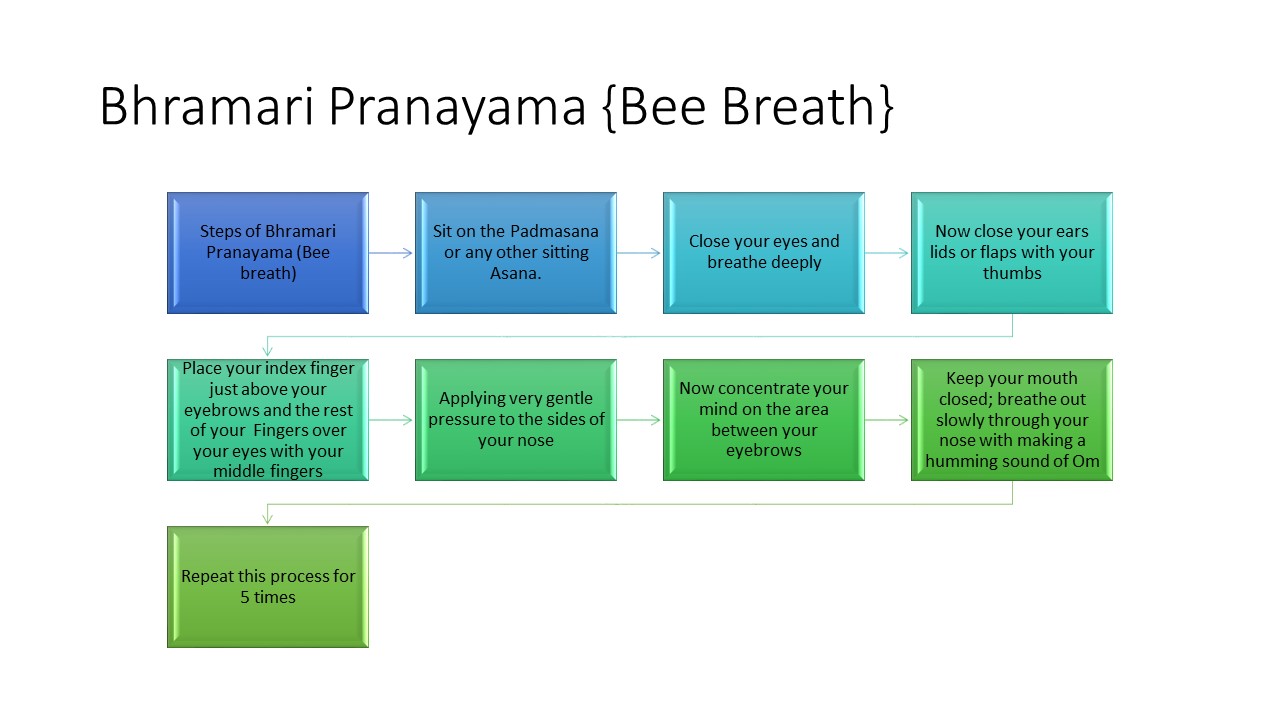 Bhramari Pranayama {Bee Breath}
Steps of Bhramari
Pranayama (Bee
breath)
Sit on the Padmasana
or any other sitting
Asana.
Close your eyes and
breathe deeply
Now close your ears
lids or flaps with your
thumbs
Place your index finger
just above your
eyebrows and the rest
of your Fingers over
your eyes with your
middle fingers
Applying very gentle
pressure to the sides of
your nose
Now concentrate your
mind on the area
between your
eyebrows
Keep your mouth
closed; breathe out
slowly through your
nose with making a
humming sound of Om
Repeat this process for
5 times